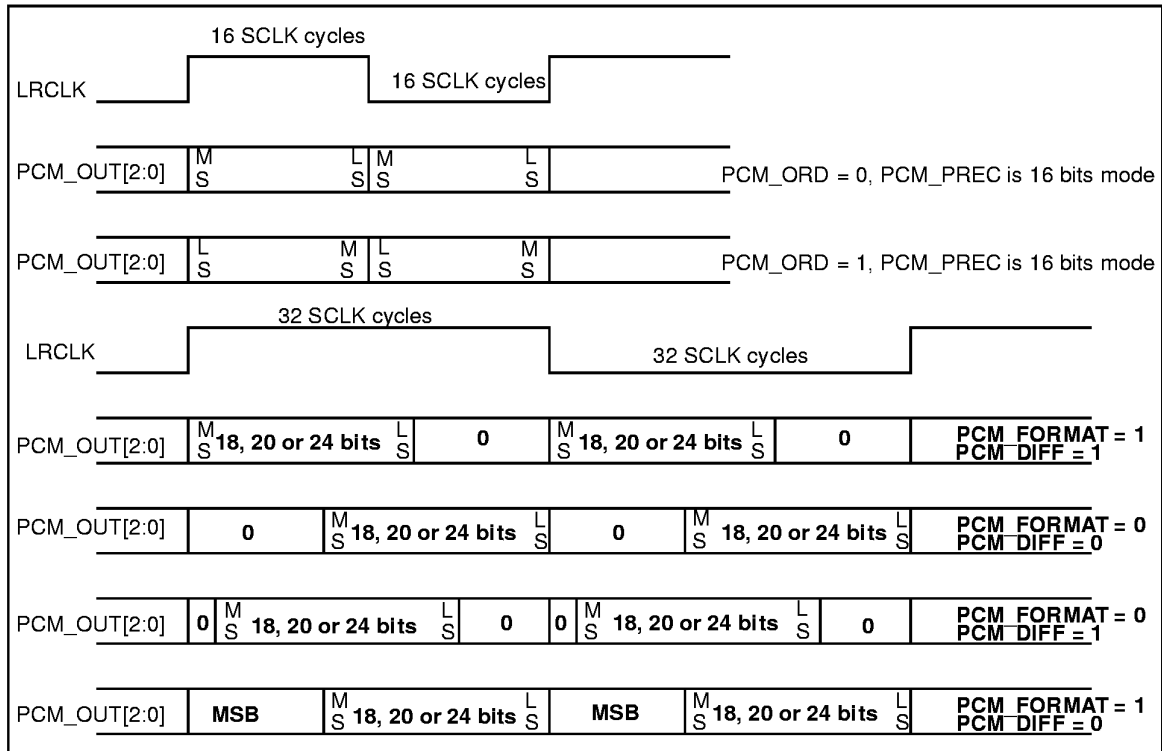 16 SCLK cycles
LRCLK
16 SCLK cycles
PCM_OUT[2:0]
M
S
L
S
M
S
L
S
PCM_ORD = 0, PCM_PREC is 16 bits mode
PCM_OUT[2:0]
L
S
M
S
L
S
M
S
PCM_ORD = 1, PCM_PREC is 16 bits mode
32 SCLK cycles
LRCLK
32 SCLK cycles
PCM_OUT[2:0]
M
S
18, 20 or 24 bits
L
S
0
M
S
18, 20 or 24 bits
L
S
0
PCM_FORMAT = 1
PCM_DIFF = 1
PCM_OUT[2:0]
0
M
S
18, 20 or 24 bits
L
S
0
M
S
18, 20 or 24 bits
L
S
PCM_FORMAT = 0
PCM_DIFF = 0
PCM_OUT[2:0]
0
M
S
18, 20 or 24 bits
L
S
0
0
M
S
18, 20 or 24 bits
L
S
0
PCM_FORMAT = 0
PCM_DIFF = 1
PCM_OUT[2:0]
MSB
M
S
18, 20 or 24 bits
L
S
MSB
M
S
18, 20 or 24 bits
L
S
PCM_FORMAT = 1
PCM_DIFF = 0